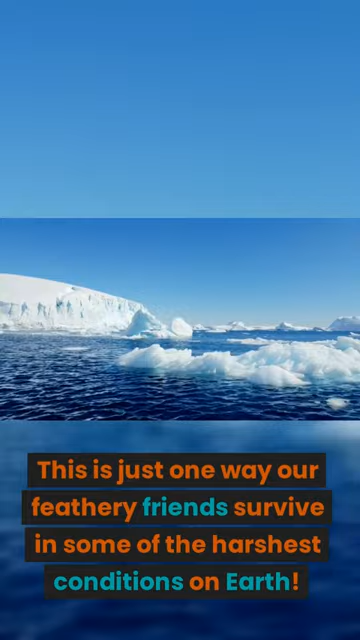 This is just one way our
feathery friends survive
in some of the harshest
conditions on Earth!